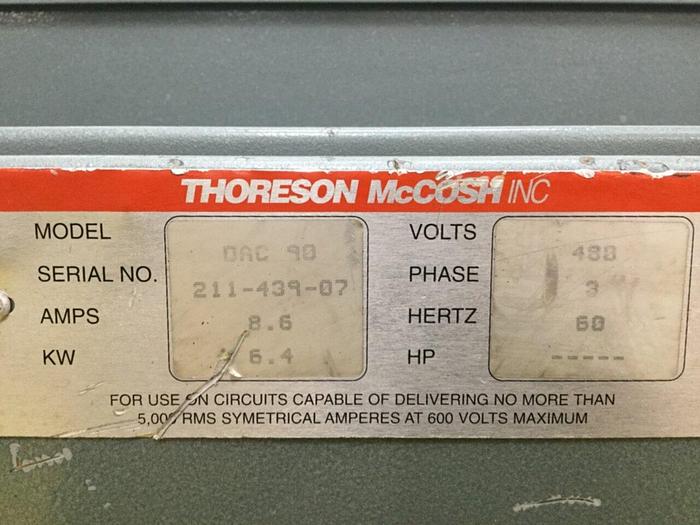 THORESON McCOSH INC
MODEL DAC 90
SERIAL NO. 211-439-07
AMPS 8.6
KW 6.4
VOLTS 480
PHASE 3
HERTZ 60
HP -----
FOR USE ON CIRCUITS CAPABLE OF DELIVERING NO MORE THAN
5,000 RMS SYMETRICAL AMPERES AT 600 VOLTS MAXIMUM